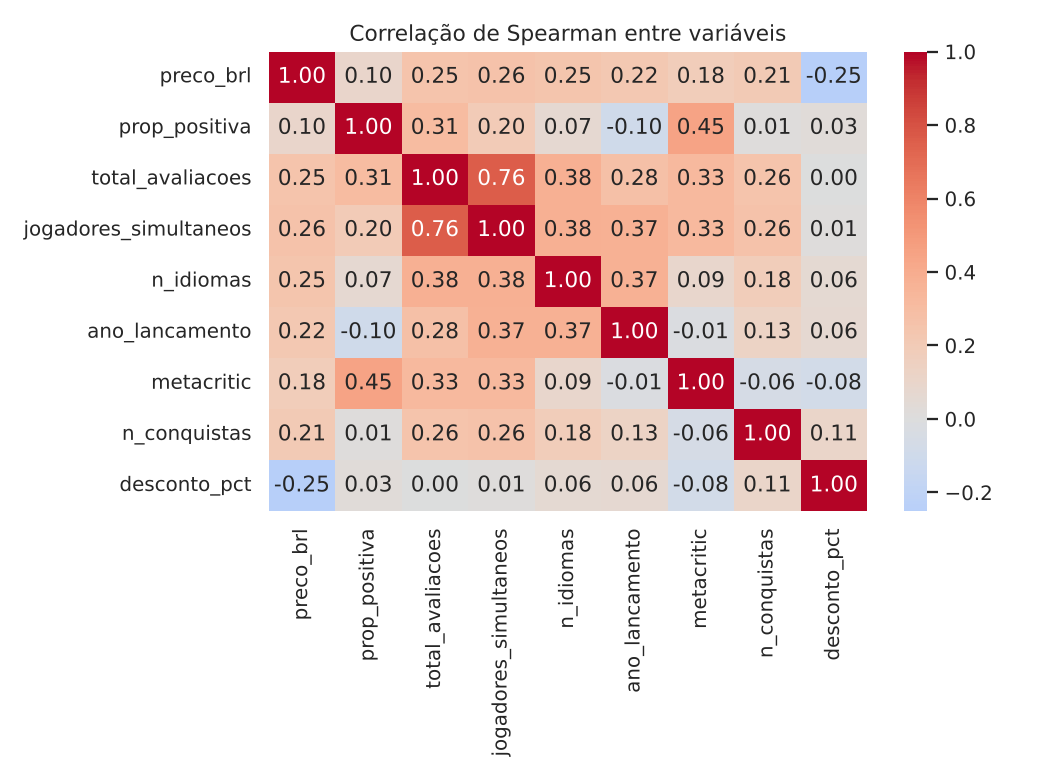 Correlação de Spearman entre variáveis
preco_brl 1.00 0.10 0.25 0.26 0.25 0.22 0.18 0.21 -0.25
prop_positiva 0.10 1.00 0.31 0.20 0.07 -0.10 0.45 0.01 0.03
total_avaliacoes 0.25 0.31 1.00 0.76 0.38 0.28 0.33 0.26 0.00
jogadores_simultaneos 0.26 0.20 0.76 1.00 0.38 0.37 0.33 0.26 0.01
n_idiomas 0.25 0.07 0.38 0.38 1.00 0.37 0.09 0.18 0.06
ano_lancamento 0.22 -0.10 0.28 0.37 0.37 1.00 -0.01 0.13 0.06
metacritic 0.18 0.45 0.33 0.33 0.09 -0.01 1.00 -0.06 -0.08
n_conquistas 0.21 0.01 0.26 0.26 0.18 0.13 -0.06 1.00 0.11
desconto_pct -0.25 0.03 0.00 0.01 0.06 0.06 -0.08 0.11 1.00
preco_brl
prop_positiva
total_avaliacoes
jogadores_simultaneos
n_idiomas
ano_lancamento
metacritic
n_conquistas
desconto_pct
1.0
0.8
0.6
0.4
0.2
0.0
−0.2